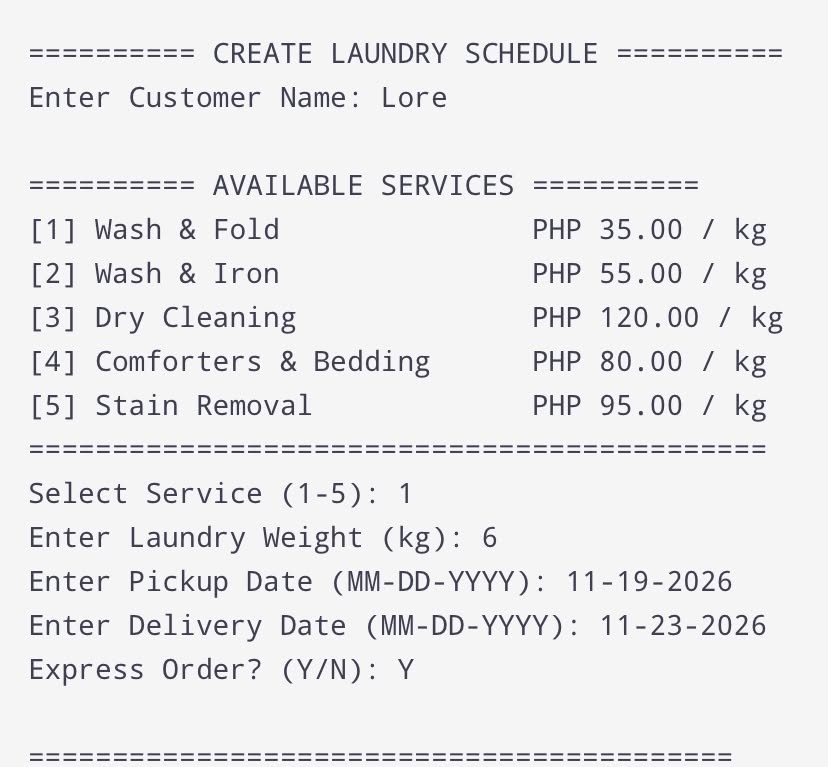 ========== CREATE LAUNDRY SCHEDULE ==========
Enter Customer Name: Lore
========== AVAILABLE SERVICES ==========
[1] Wash & Fold               PHP 35.00 / kg
[2] Wash & Iron               PHP 55.00 / kg
[3] Dry Cleaning              PHP 120.00 / kg
[4] Comforters & Bedding      PHP 80.00 / kg
[5] Stain Removal             PHP 95.00 / kg
============================================
Select Service (1-5): 1
Enter Laundry Weight (kg): 6
Enter Pickup Date (MM-DD-YYYY): 11-19-2026
Enter Delivery Date (MM-DD-YYYY): 11-23-2026
Express Order? (Y/N): Y
==========================================